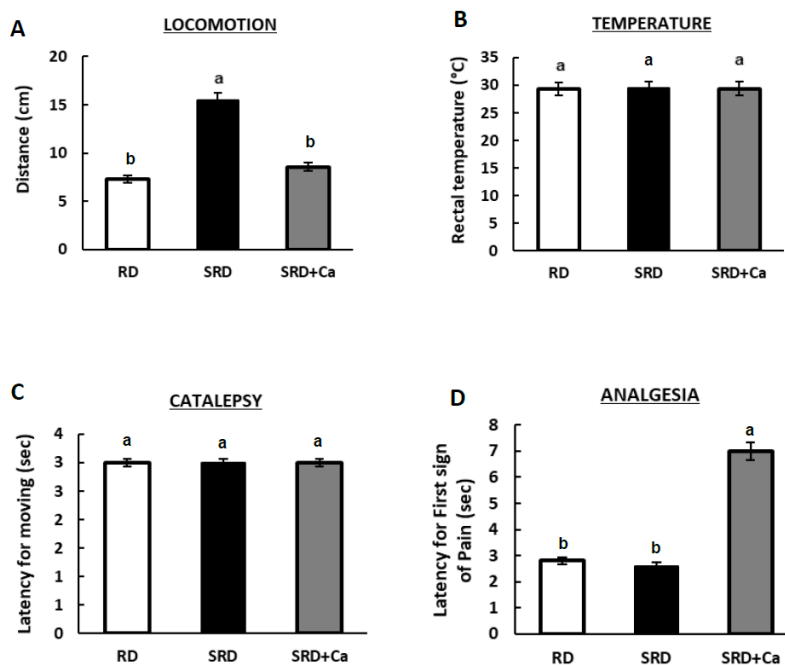 A
LOCOMOTION
Distance (cm)
20
15
10
5
0
b
a
b
RD SRD SRD+Ca
B
TEMPERATURE
Rectal temperature (°C)
35
30
25
20
15
10
5
0
a
a
a
RD SRD SRD+Ca
C
CATALEPSY
Latency for moving (sec)
4
3
3
2
2
1
1
0
a
a
a
RD SRD SRD+Ca
D
ANALGESIA
Latency for First sign
of Pain (sec)
8
7
6
5
4
3
2
1
0
b
b
a
RD SRD SRD+Ca